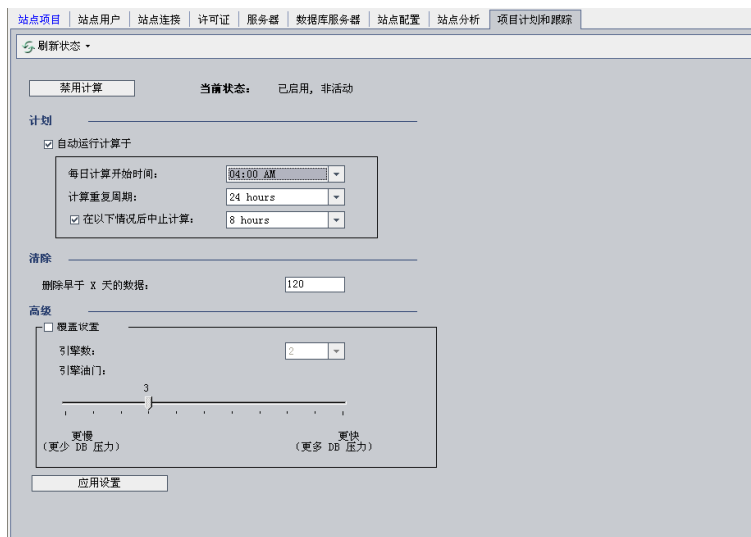 站点项目 站点用户 站点连接 许可证 服务器 数据库服务器 站点配置 站点分析 项目计划和跟踪
刷新状态
禁用计算 当前状态： 已启用，非活动
计划
自动运行计算于
每日计算开始时间： 04:00 AM
计算重复周期： 24 hours
在以下情况后中止计算： 8 hours
清除
删除早于 X 天的数据： 120
高级
覆盖设置
引擎数： 2
引擎油门：
3
更慢 更快
（更少 DB 压力） （更多 DB 压力）
应用设置